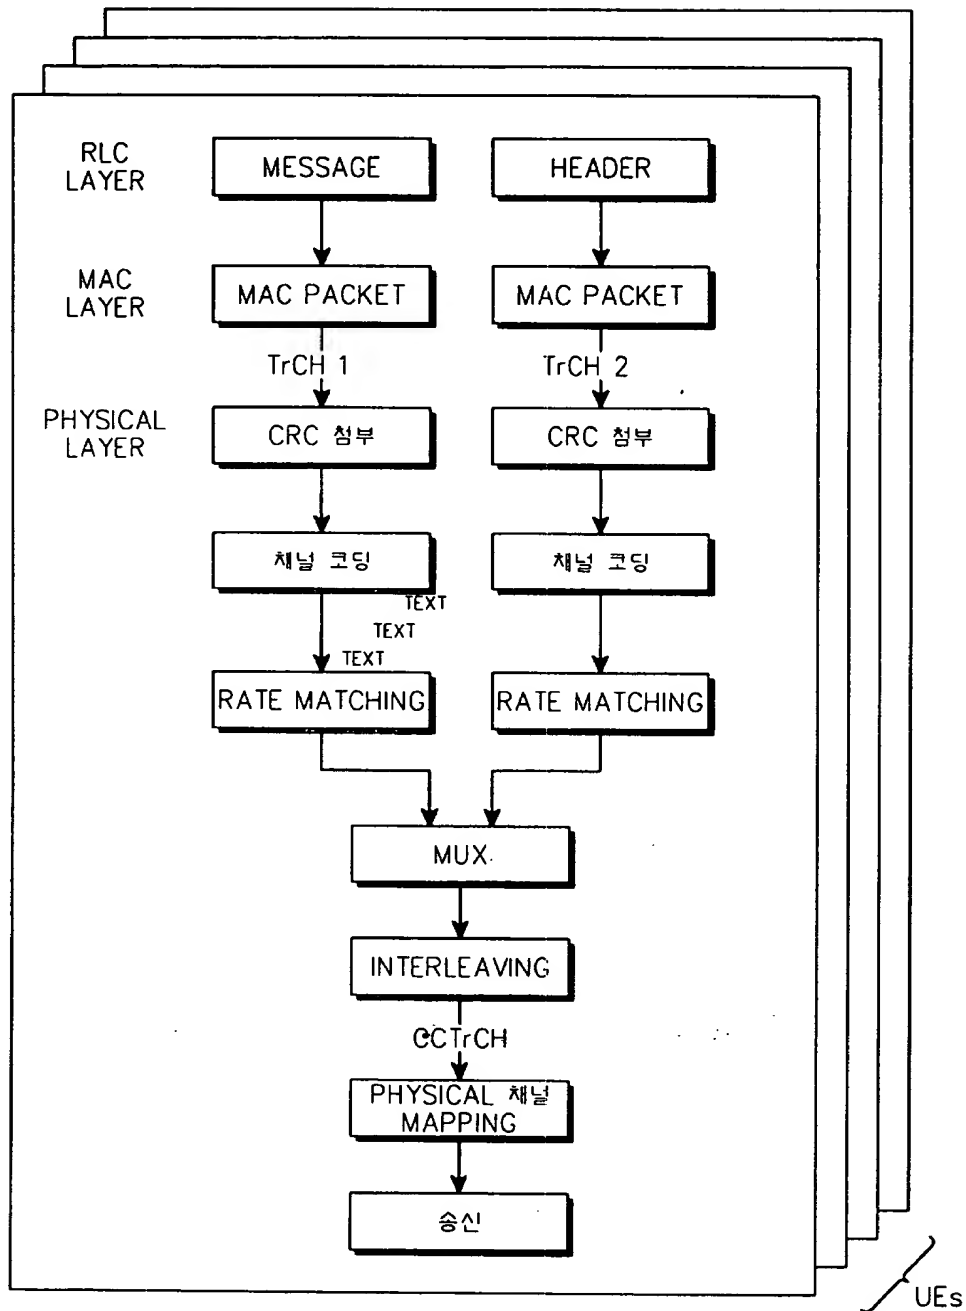 RLC
LAYER
MESSAGE
HEADER
MAC
LAYER
MAC PACKET
MAC PACKET
TrCH 1
TrCH 2
PHYSICAL
LAYER
CRC 첨부
CRC 첨부
채널 코딩
채널 코딩
TEXT
TEXT
TEXT
RATE MATCHING
RATE MATCHING
MUX
INTERLEAVING
CCTrCH
PHYSICAL 채널
MAPPING
송신
UEs